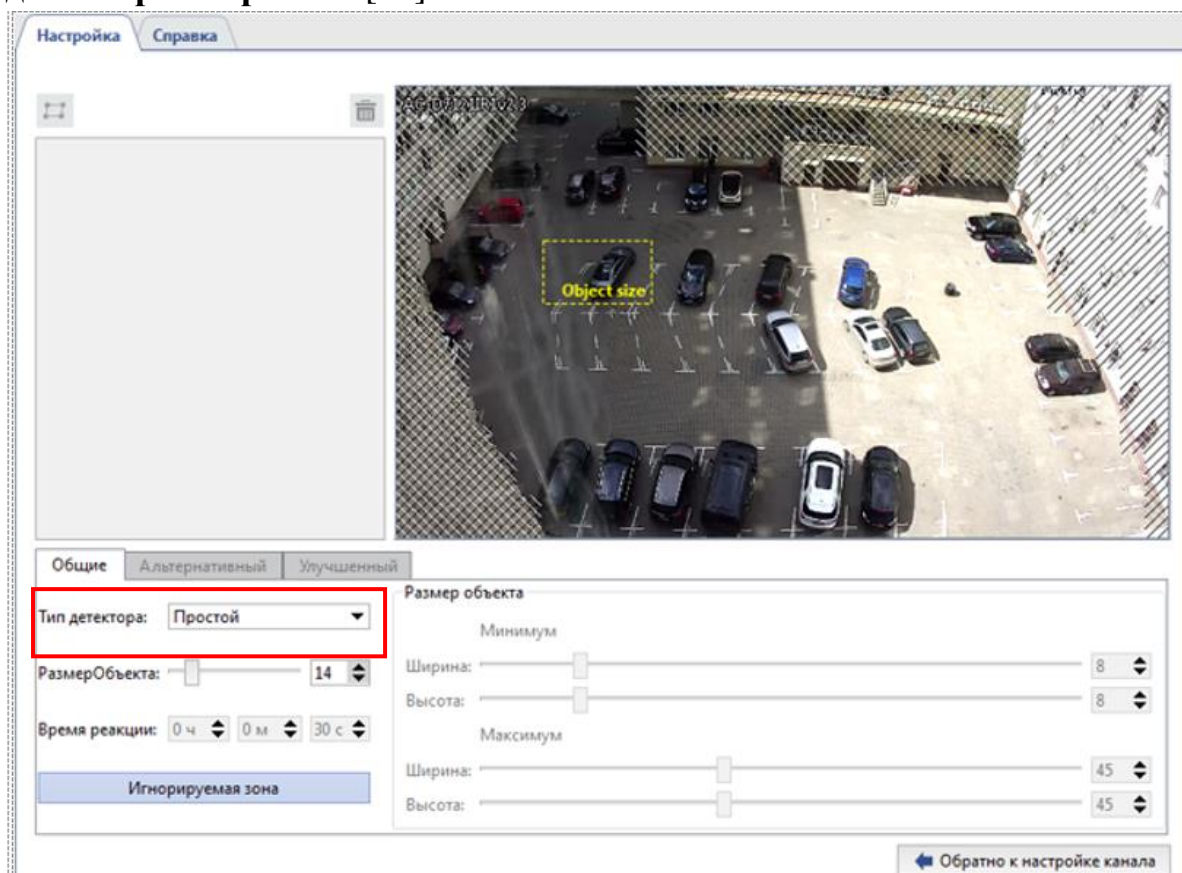 Настройка Справка
Object size
Общие Альтернативный Улучшенный
Тип детектора: Простой
РазмерОбъекта: 14
Время реакции: 0 ч 0 м 30 с
Игнорируемая зона
Размер объекта
Минимум
Ширина: 8
Высота: 8
Максимум
Ширина: 45
Высота: 45
Обратно к настройке канала